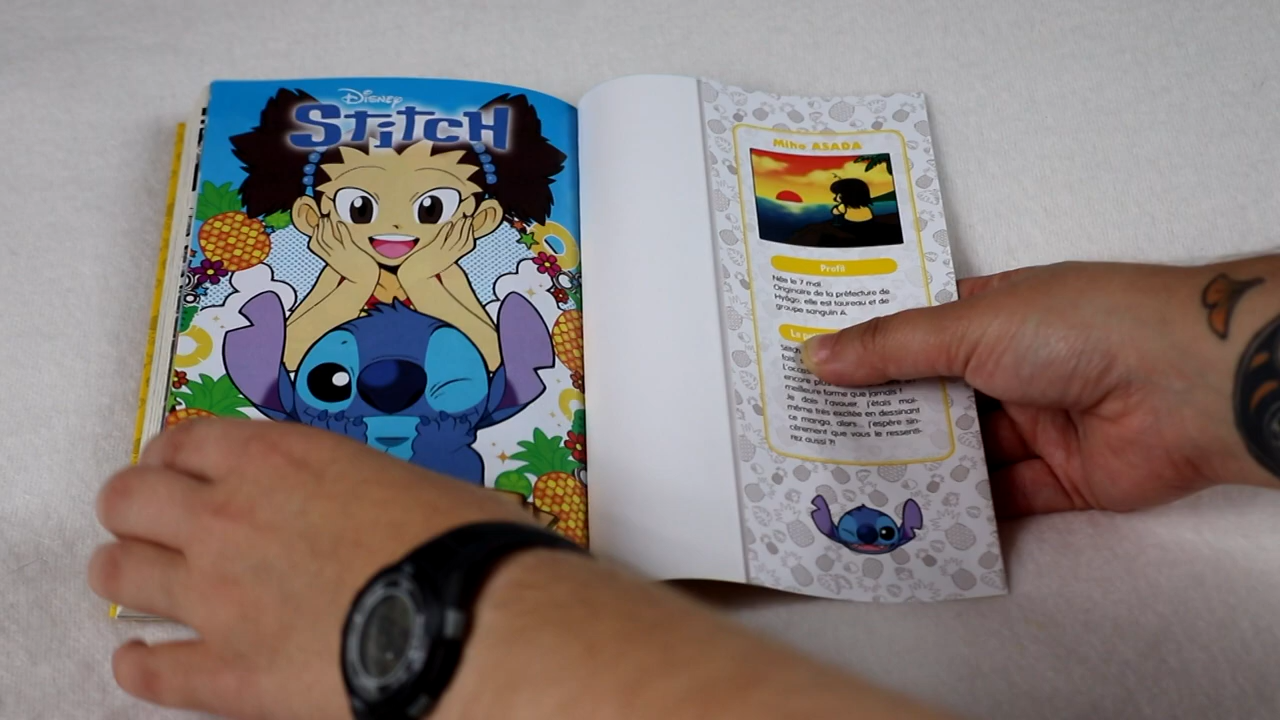 Disney
Stitch
Miho ASADA
Profil
Née le 7 mai.
Originaire de la préfecture de
Hyôgo, elle est taureau et de
groupe sanguin A.
Stitch
fois
encore plus
meilleure forme que jamais !
Je dois l'avouer, j'étais moi-
même très excitée en dessinant
ce manga, alors... j'espère sin-
cèrement que vous le ressenti-
rez aussi ?!